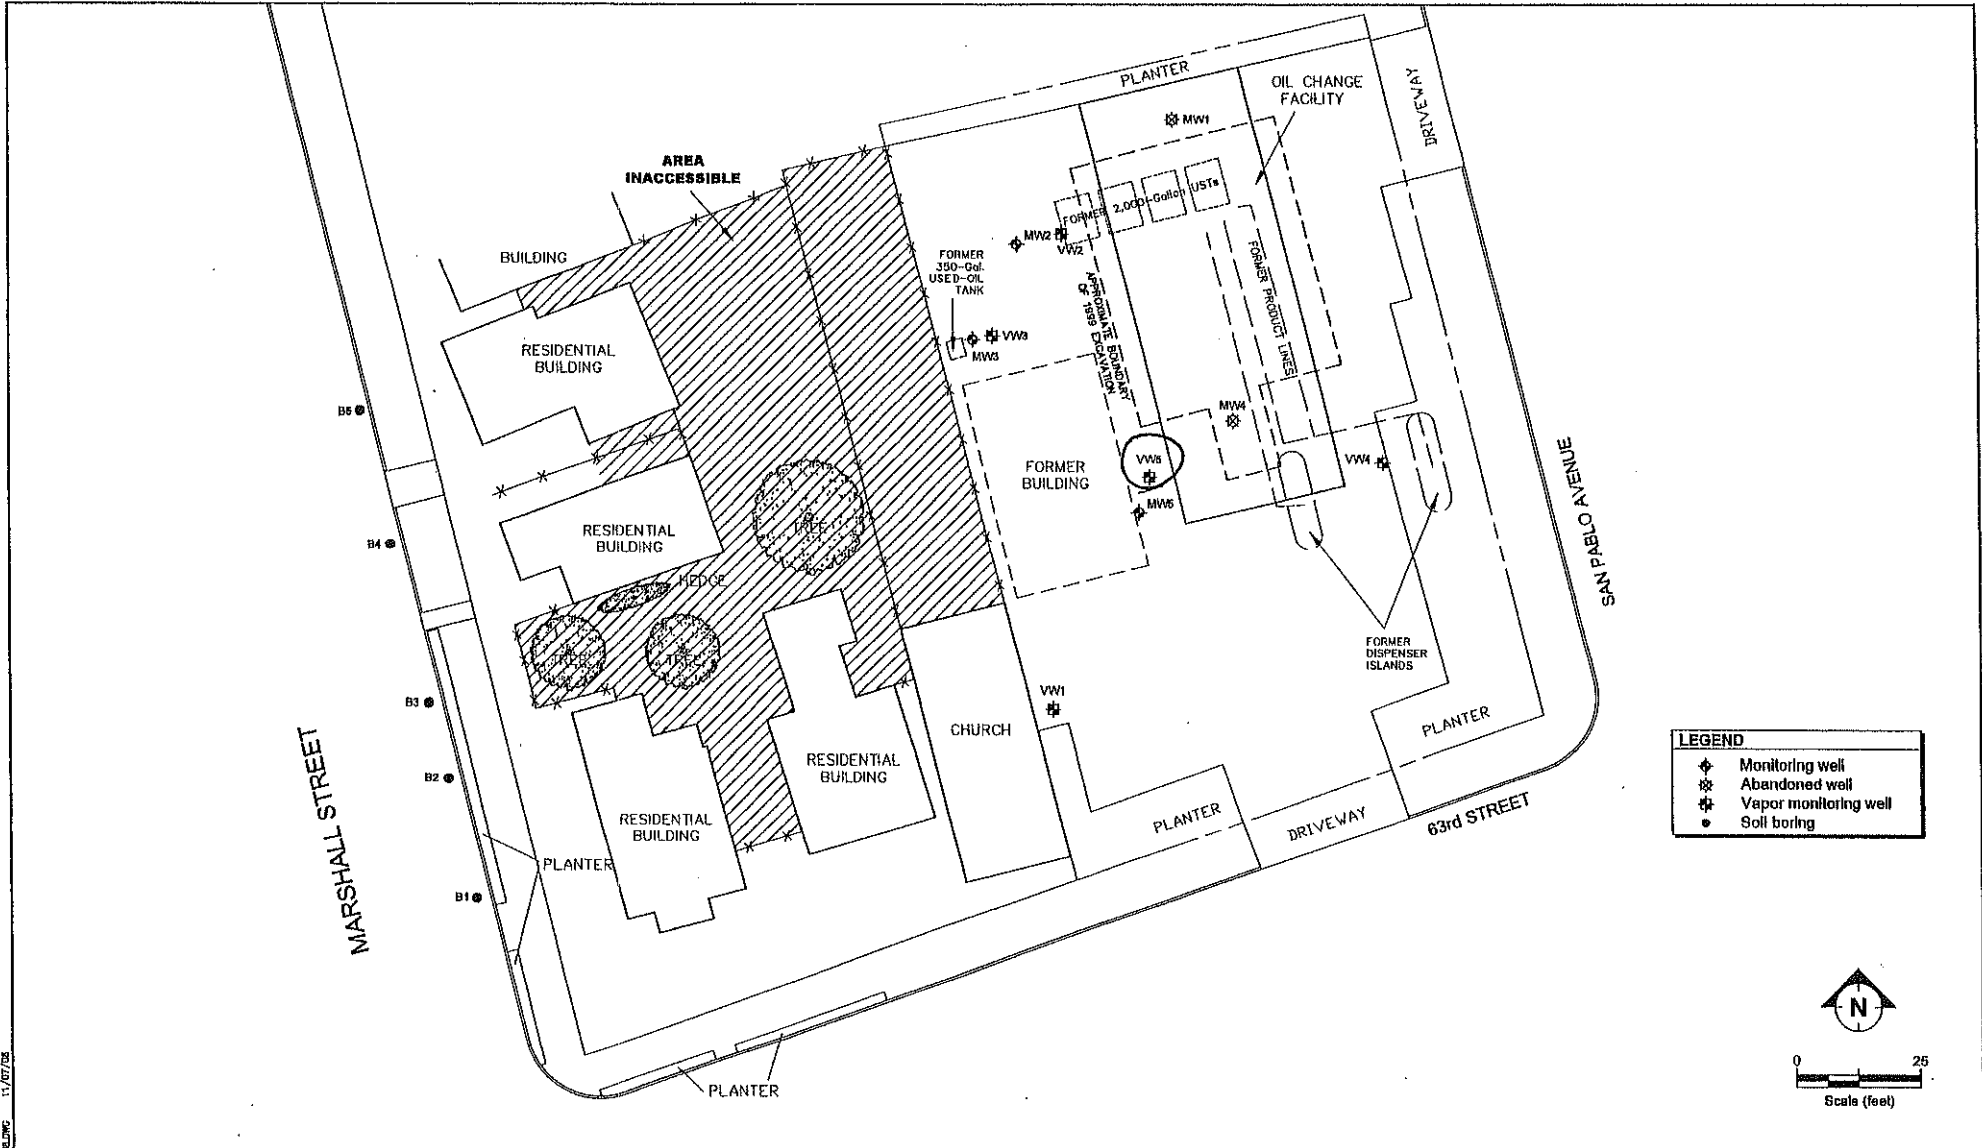 PLANTER
OIL CHANGE
FACILITY
DRIVEWAY
MW1
AREA
INACCESSIBLE
FORMER 2,000-Gallon USTs
BUILDING
MW2
VW2
FORMER
350-Gal.
USED-OIL
TANK
FORMER PRODUCT LINES
APPROXIMATE BOUNDARY
OF 1999 EXCAVATION
VW3
MW3
RESIDENTIAL
BUILDING
B5
MW4
VW4
FORMER
BUILDING
MW5
SAN PABLO AVENUE
TREE
RESIDENTIAL
BUILDING
B4
HEDGE
TREE
TREE
FORMER
DISPENSER
ISLANDS
VW1
B3
CHURCH
PLANTER
RESIDENTIAL
BUILDING
B2
MARSHALL STREET
RESIDENTIAL
BUILDING
PLANTER
DRIVEWAY
63rd STREET
PLANTER
B1
PLANTER
LEGEND
Monitoring well
Abandoned well
Vapor monitoring well
Soil boring
N
0 25
Scale (feet)
11/07/05